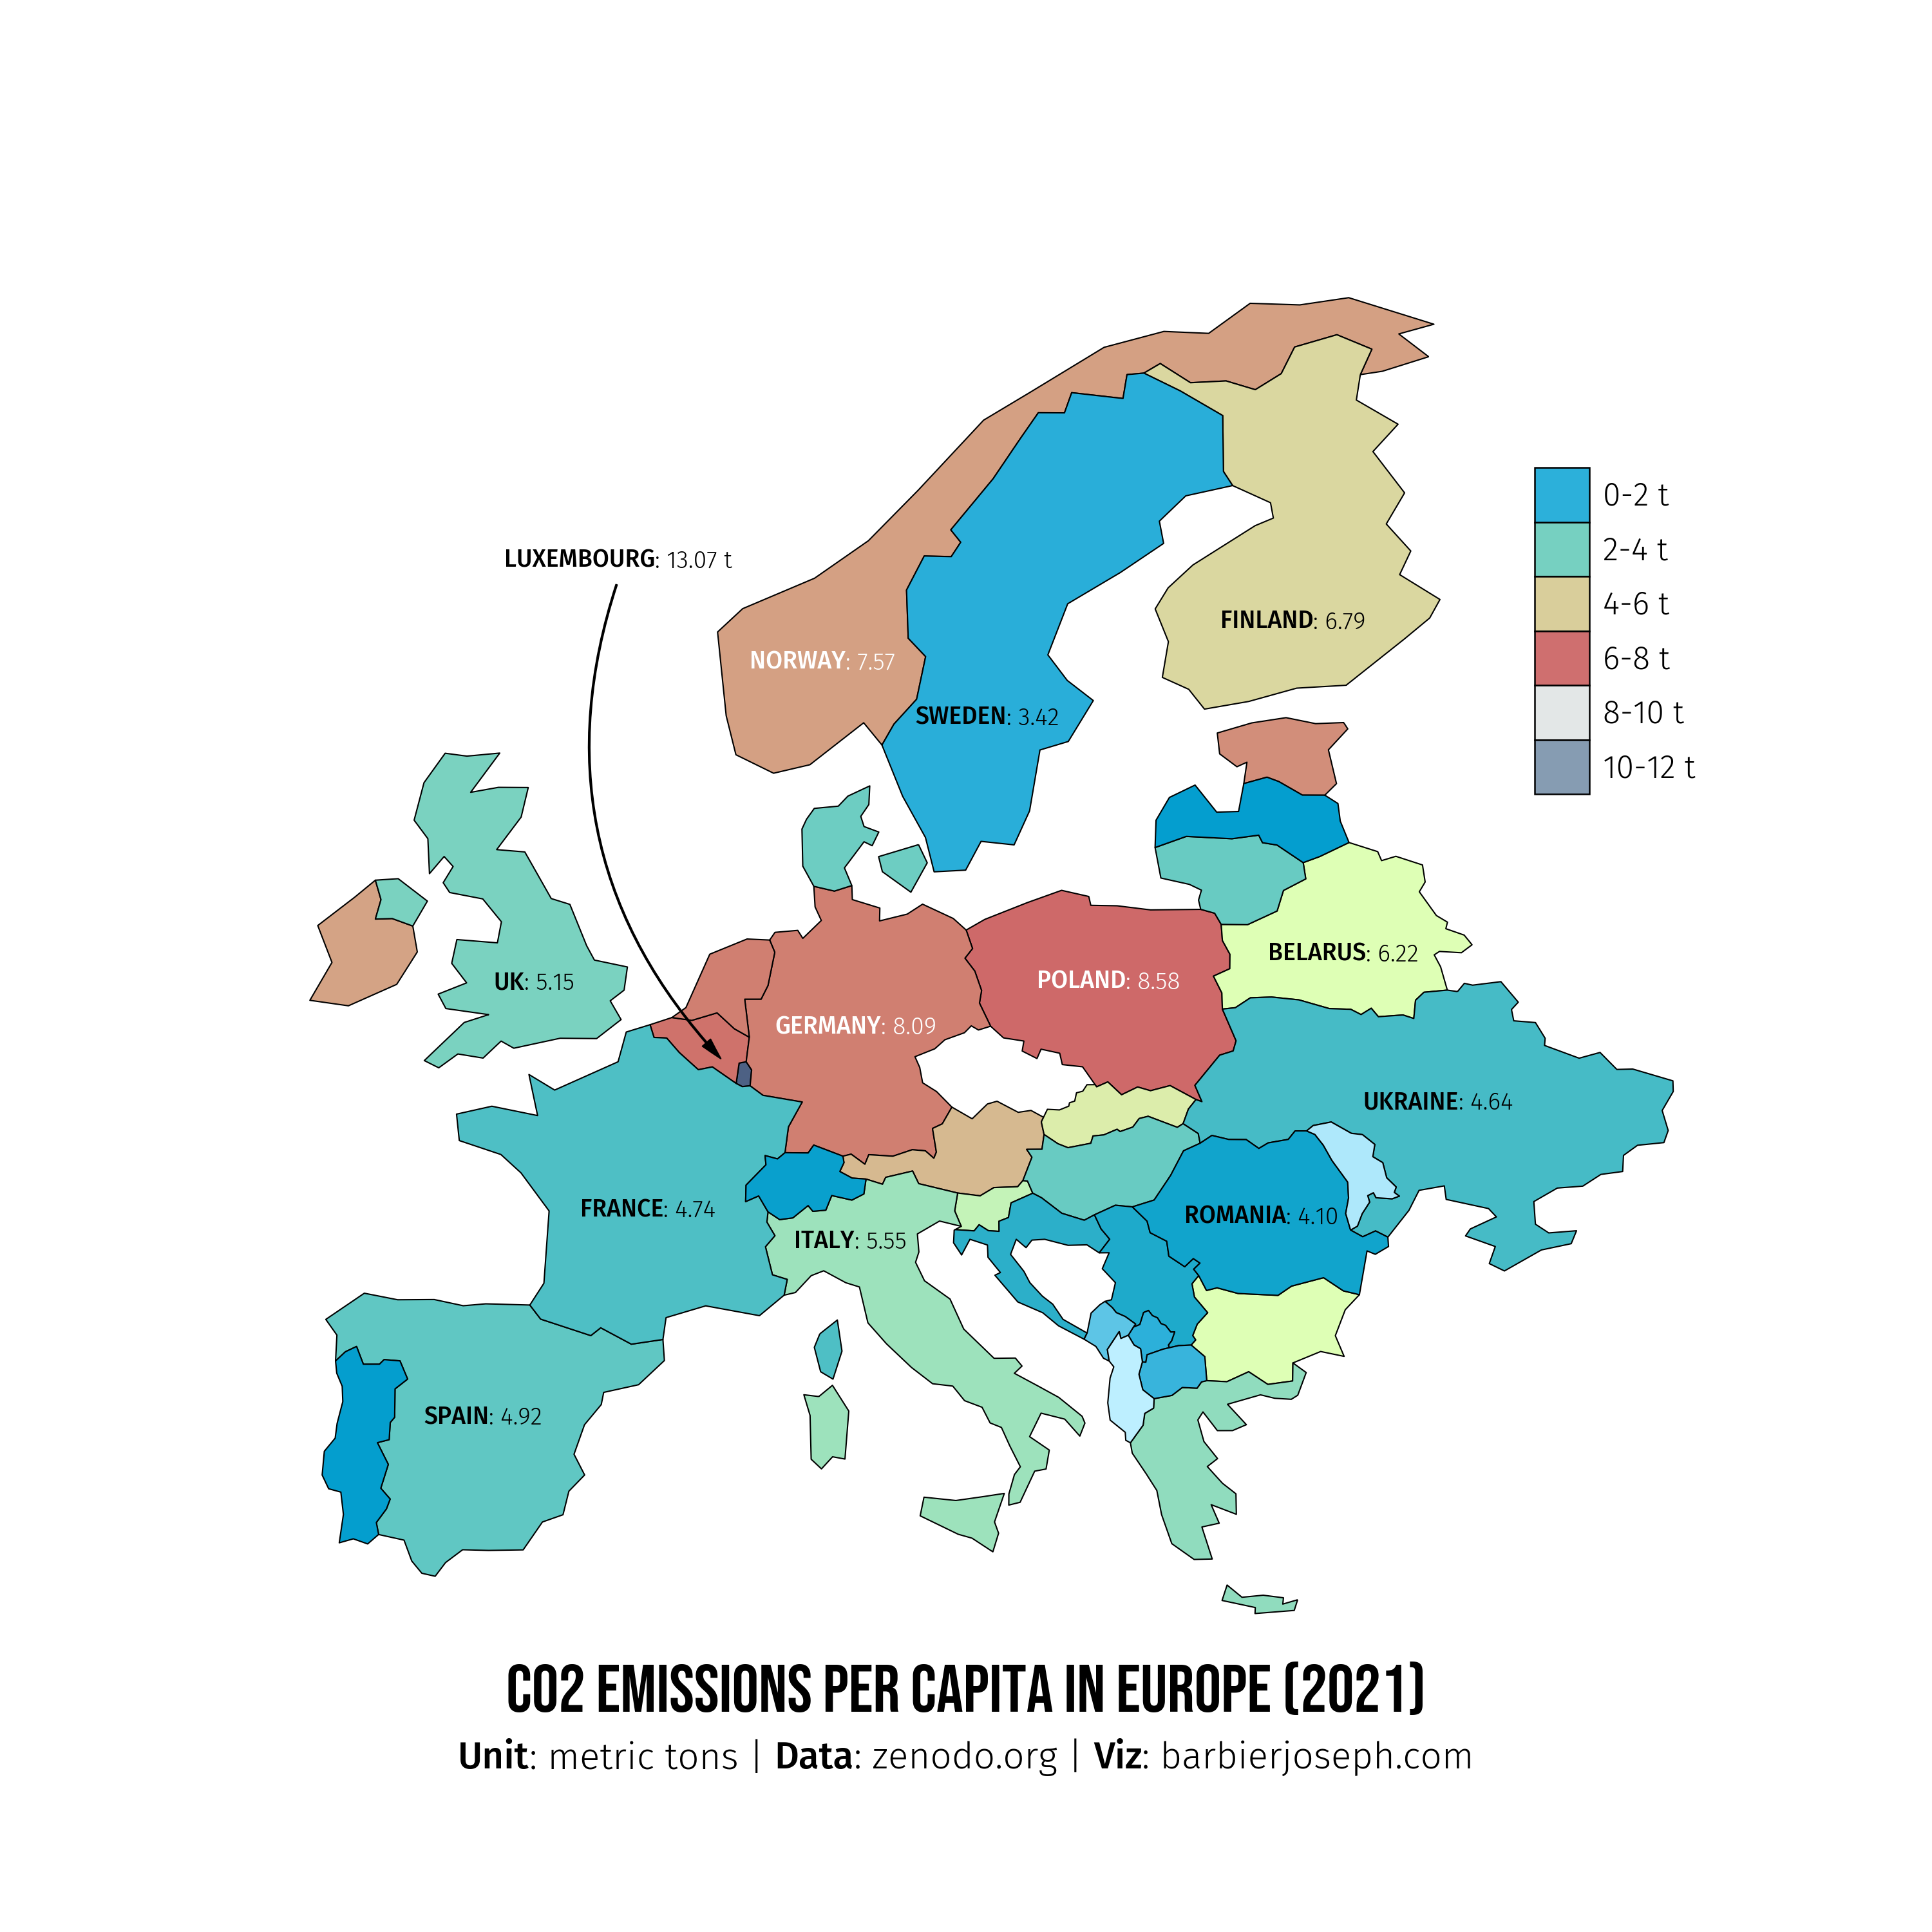 0-2 t
2-4 t
LUXEMBOURG: 13.07 t
4-6 t
FINLAND: 6.79
6-8 t
NORWAY: 7.57
8-10 t
SWEDEN: 3.42
10-12 t
BELARUS: 6.22
UK: 5.15
POLAND: 8.58
GERMANY: 8.09
UKRAINE: 4.64
FRANCE: 4.74
ROMANIA: 4.10
ITALY: 5.55
SPAIN: 4.92
CO2 EMISSIONS PER CAPITA IN EUROPE (2021)
Unit: metric tons | Data: zenodo.org | Viz: barbierjoseph.com